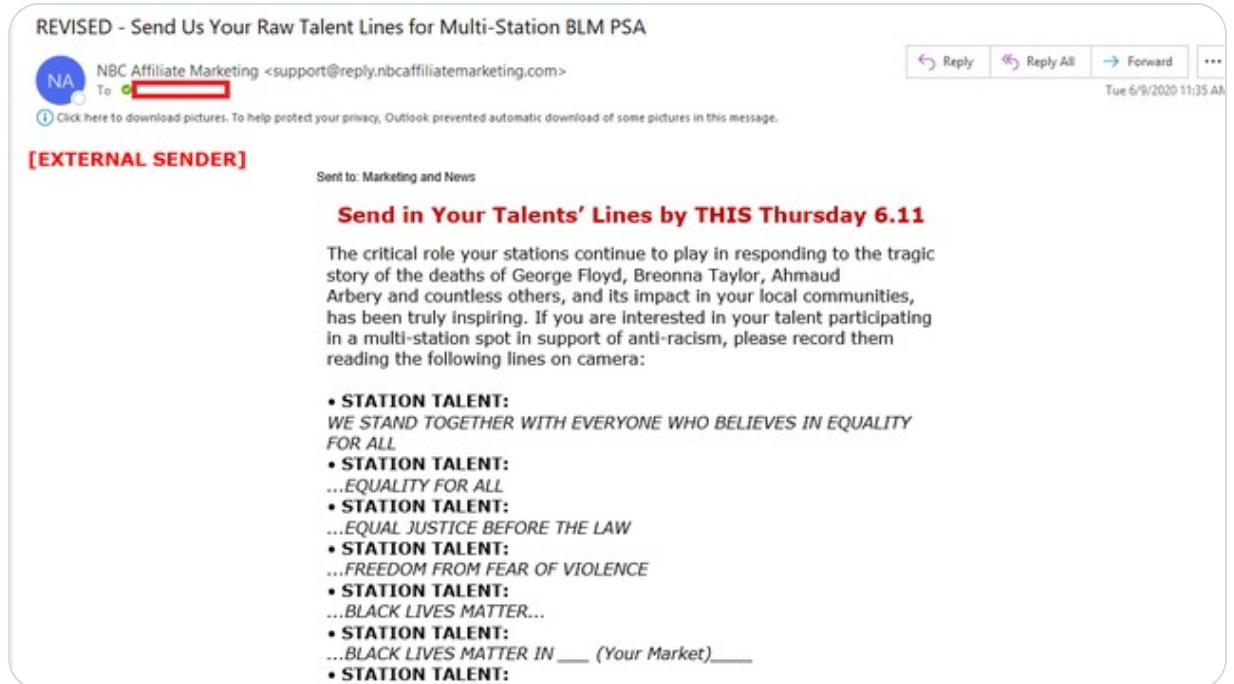 REVISED - Send Us Your Raw Talent Lines for Multi-Station BLM PSA
NA
NBC Affiliate Marketing <support@reply.nbcaffiliatemarketing.com>
To
Reply
Reply All
Forward
...
Tue 6/9/2020 11:35 AM
Click here to download pictures. To help protect your privacy, Outlook prevented automatic download of some pictures in this message.
[EXTERNAL SENDER]
Sent to: Marketing and News
Send in Your Talents’ Lines by THIS Thursday 6.11
The critical role your stations continue to play in responding to the tragic
story of the deaths of George Floyd, Breonna Taylor, Ahmaud
Arbery and countless others, and its impact in your local communities,
has been truly inspiring. If you are interested in your talent participating
in a multi-station spot in support of anti-racism, please record them
reading the following lines on camera:
• STATION TALENT:
WE STAND TOGETHER WITH EVERYONE WHO BELIEVES IN EQUALITY
FOR ALL
• STATION TALENT:
...EQUALITY FOR ALL
• STATION TALENT:
...EQUAL JUSTICE BEFORE THE LAW
• STATION TALENT:
...FREEDOM FROM FEAR OF VIOLENCE
• STATION TALENT:
...BLACK LIVES MATTER...
• STATION TALENT:
...BLACK LIVES MATTER IN ___ (Your Market)____
• STATION TALENT: